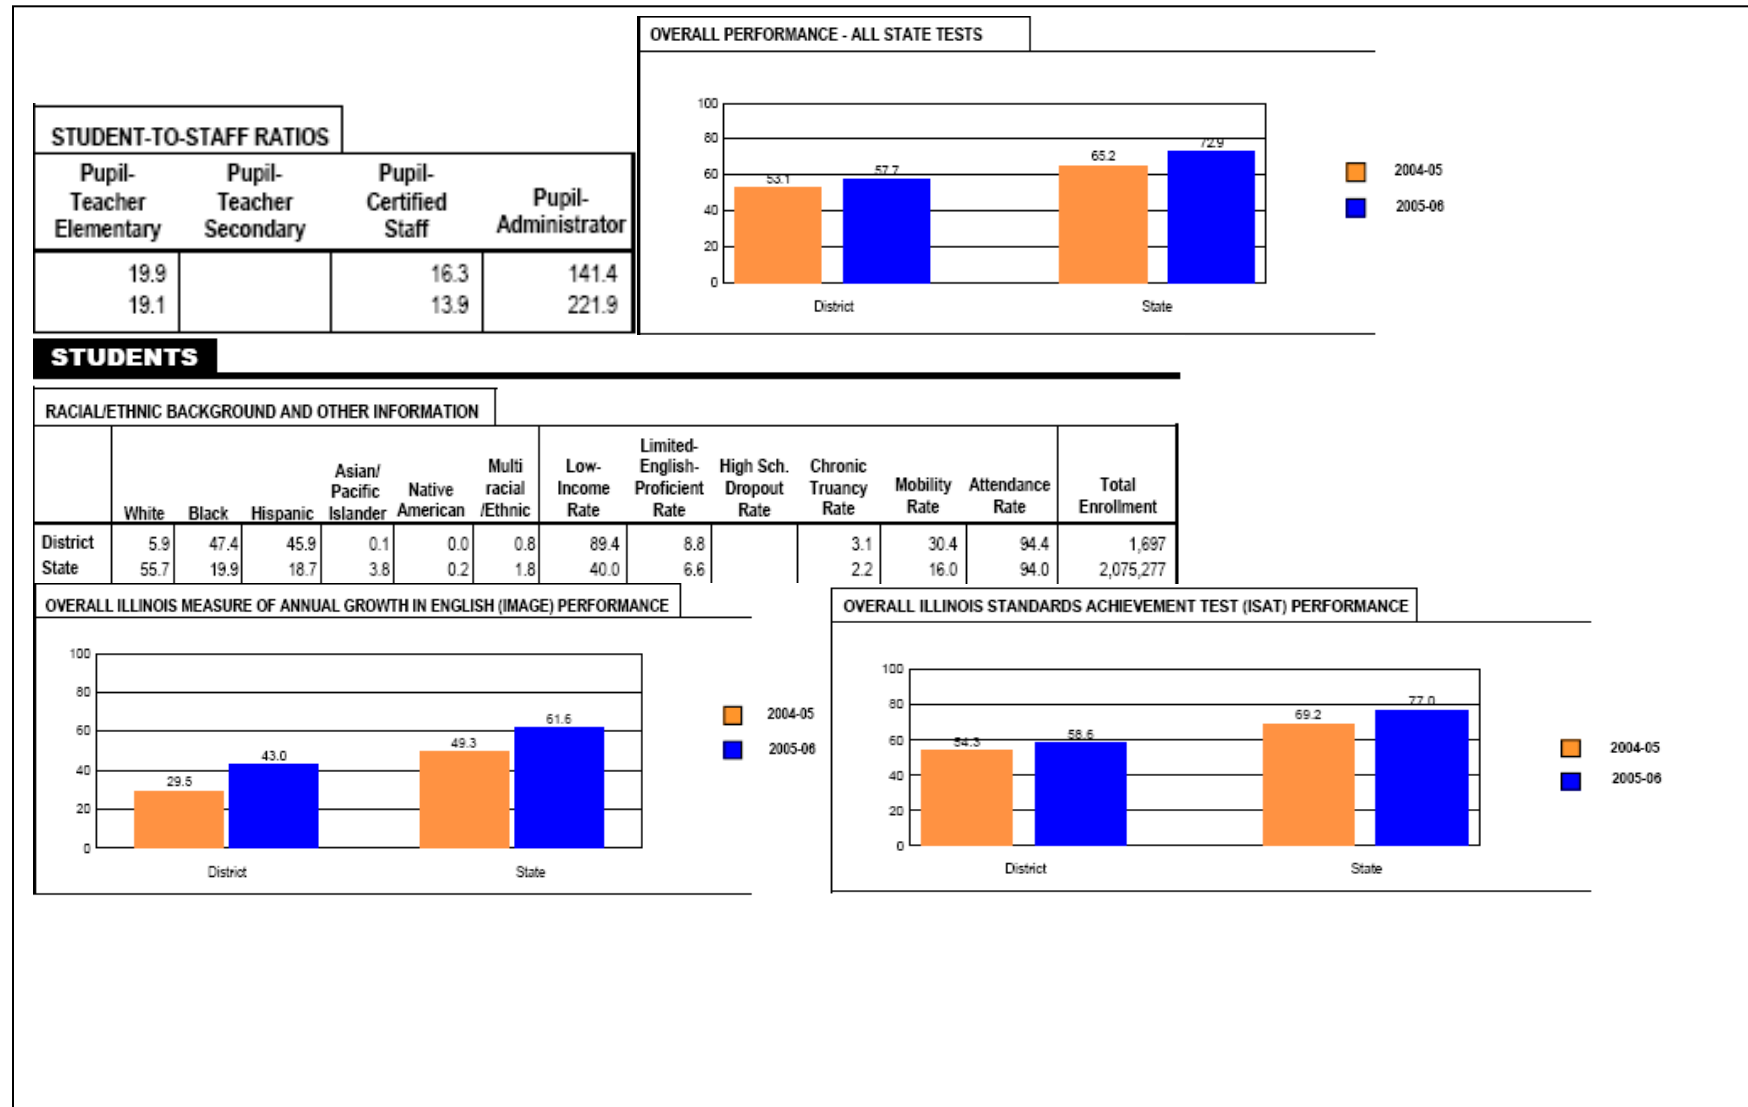 OVERALL PERFORMANCE - ALL STATE TESTS
100
80
60
40
20
0
53.1
57.7
65.2
72.9
District
State
2004-05
2005-06
STUDENT-TO-STAFF RATIOS
Pupil-Teacher Elementary Pupil-Teacher Secondary Pupil-Certified Staff Pupil-Administrator
19.9 16.3 141.4
19.1 13.9 221.9
STUDENTS
RACIAL/ETHNIC BACKGROUND AND OTHER INFORMATION
White Black Hispanic Asian/Pacific Islander Native American Multi racial/Ethnic Low-Income Rate Limited-English-Proficient Rate High Sch. Dropout Rate Chronic Truancy Rate Mobility Rate Attendance Rate Total Enrollment
District 5.9 47.4 45.9 0.1 0.0 0.8 89.4 8.8 3.1 30.4 94.4 1,697
State 55.7 19.9 18.7 3.8 0.2 1.8 40.0 6.6 2.2 16.0 94.0 2,075,277
OVERALL ILLINOIS MEASURE OF ANNUAL GROWTH IN ENGLISH (IMAGE) PERFORMANCE
100
80
60
40
20
0
29.5
43.0
49.3
61.6
District
State
2004-05
2005-06
OVERALL ILLINOIS STANDARDS ACHIEVEMENT TEST (ISAT) PERFORMANCE
100
80
60
40
20
0
54.3
58.6
69.2
77.0
District
State
2004-05
2005-06